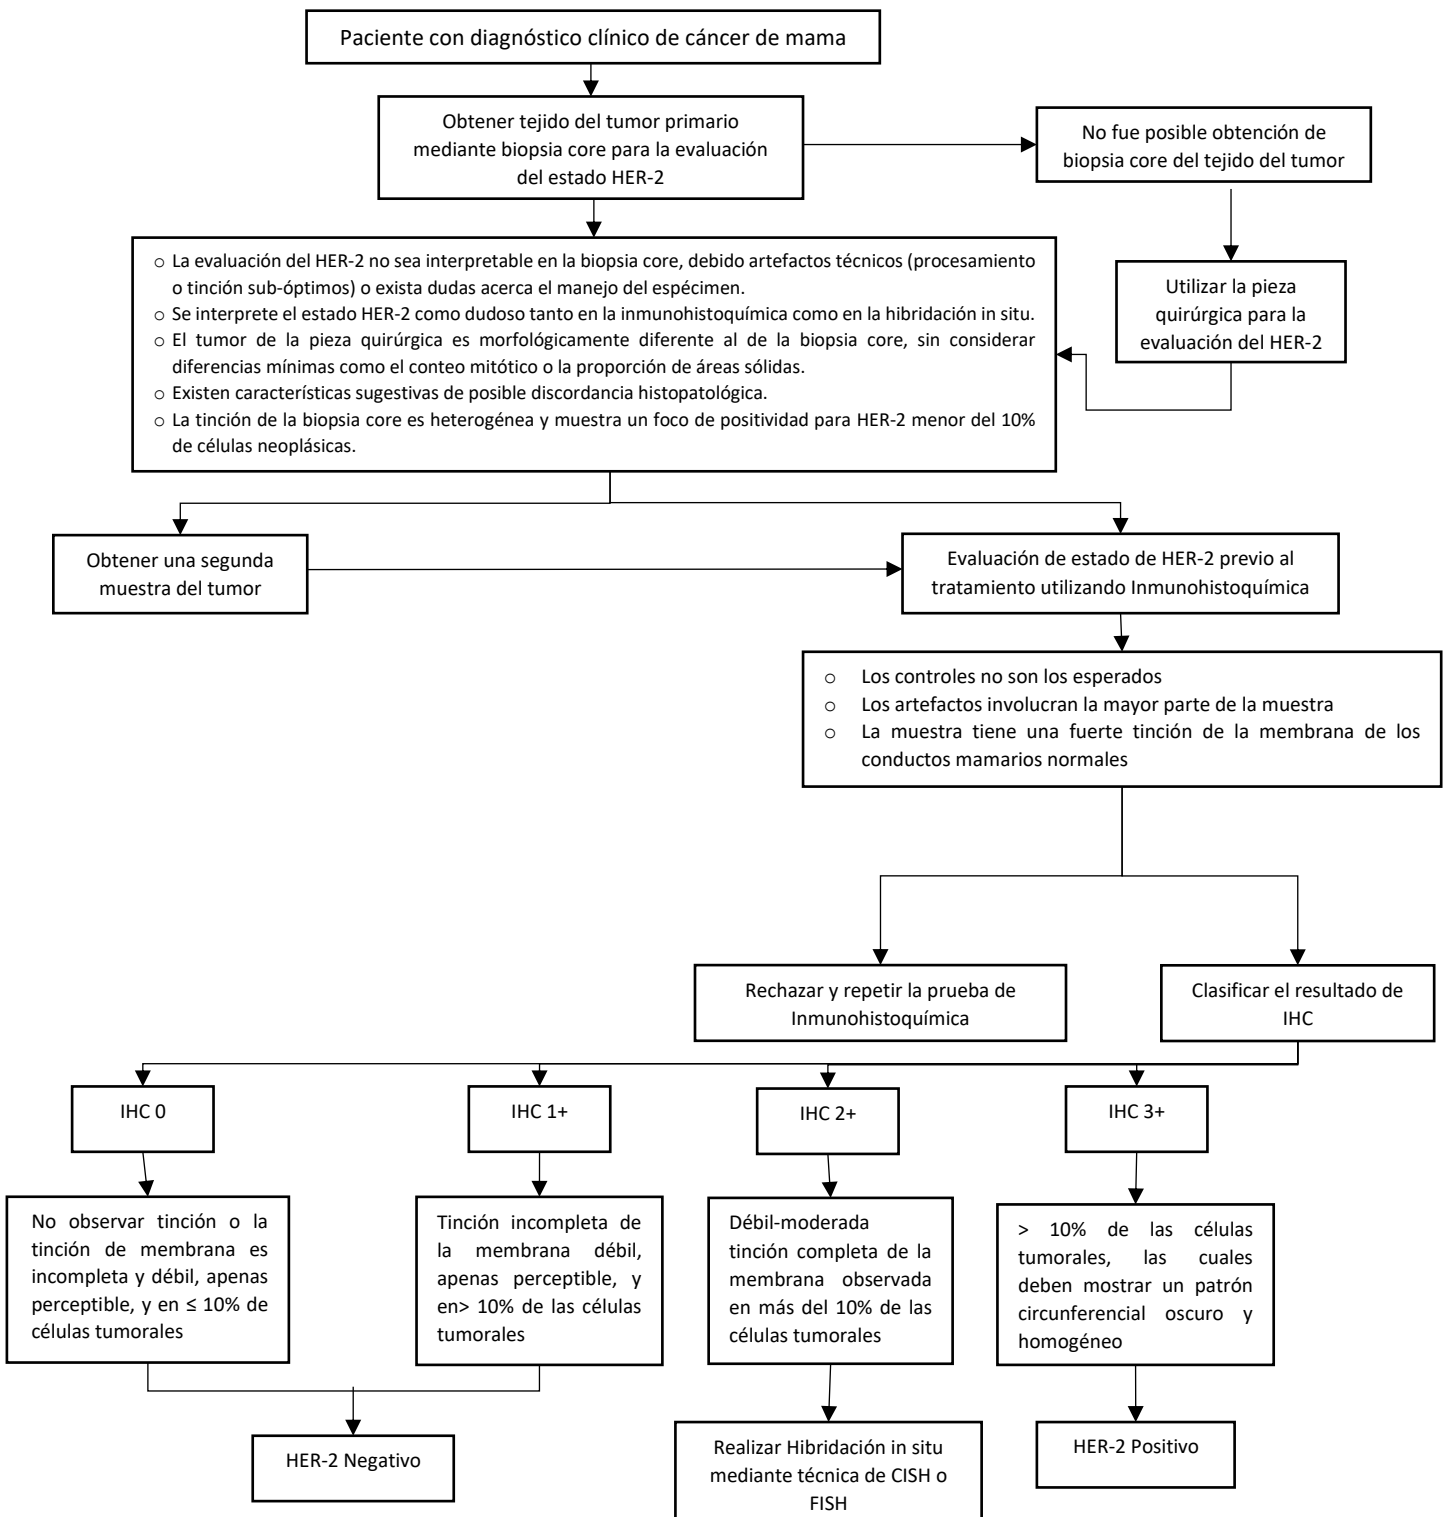 Paciente con diagnóstico clínico de cáncer de mama
Obtener tejido del tumor primario
mediante biopsia core para la evaluación
del estado HER-2
No fue posible obtención de
biopsia core del tejido del tumor
○ La evaluación del HER-2 no sea interpretable en la biopsia core, debido artefactos técnicos (procesamiento
o tinción sub-óptimos) o exista dudas acerca el manejo del espécimen.
○ Se interprete el estado HER-2 como dudoso tanto en la inmunohistoquímica como en la hibridación in situ.
○ El tumor de la pieza quirúrgica es morfológicamente diferente al de la biopsia core, sin considerar
diferencias mínimas como el conteo mitótico o la proporción de áreas sólidas.
○ Existen características sugestivas de posible discordancia histopatológica.
○ La tinción de la biopsia core es heterogénea y muestra un foco de positividad para HER-2 menor del 10%
de células neoplásicas.
Utilizar la pieza
quirúrgica para la
evaluación del HER-2
Obtener una segunda
muestra del tumor
Evaluación de estado de HER-2 previo al
tratamiento utilizando Inmunohistoquímica
○ Los controles no son los esperados
○ Los artefactos involucran la mayor parte de la muestra
○ La muestra tiene una fuerte tinción de la membrana de los
conductos mamarios normales
Rechazar y repetir la prueba de
Inmunohistoquímica
Clasificar el resultado de
IHC
IHC 0
IHC 1+
IHC 2+
IHC 3+
No observar tinción o la
tinción de membrana es
incompleta y débil, apenas
perceptible, y en ≤ 10% de
células tumorales
Tinción incompleta de
la membrana débil,
apenas perceptible, y
en> 10% de las células
tumorales
Débil-moderada
tinción completa de la
membrana observada
en más del 10% de las
células tumorales
> 10% de las células
tumorales, las cuales
deben mostrar un patrón
circunferencial oscuro y
homogéneo
HER-2 Negativo
Realizar Hibridación in situ
mediante técnica de CISH o
FISH
HER-2 Positivo